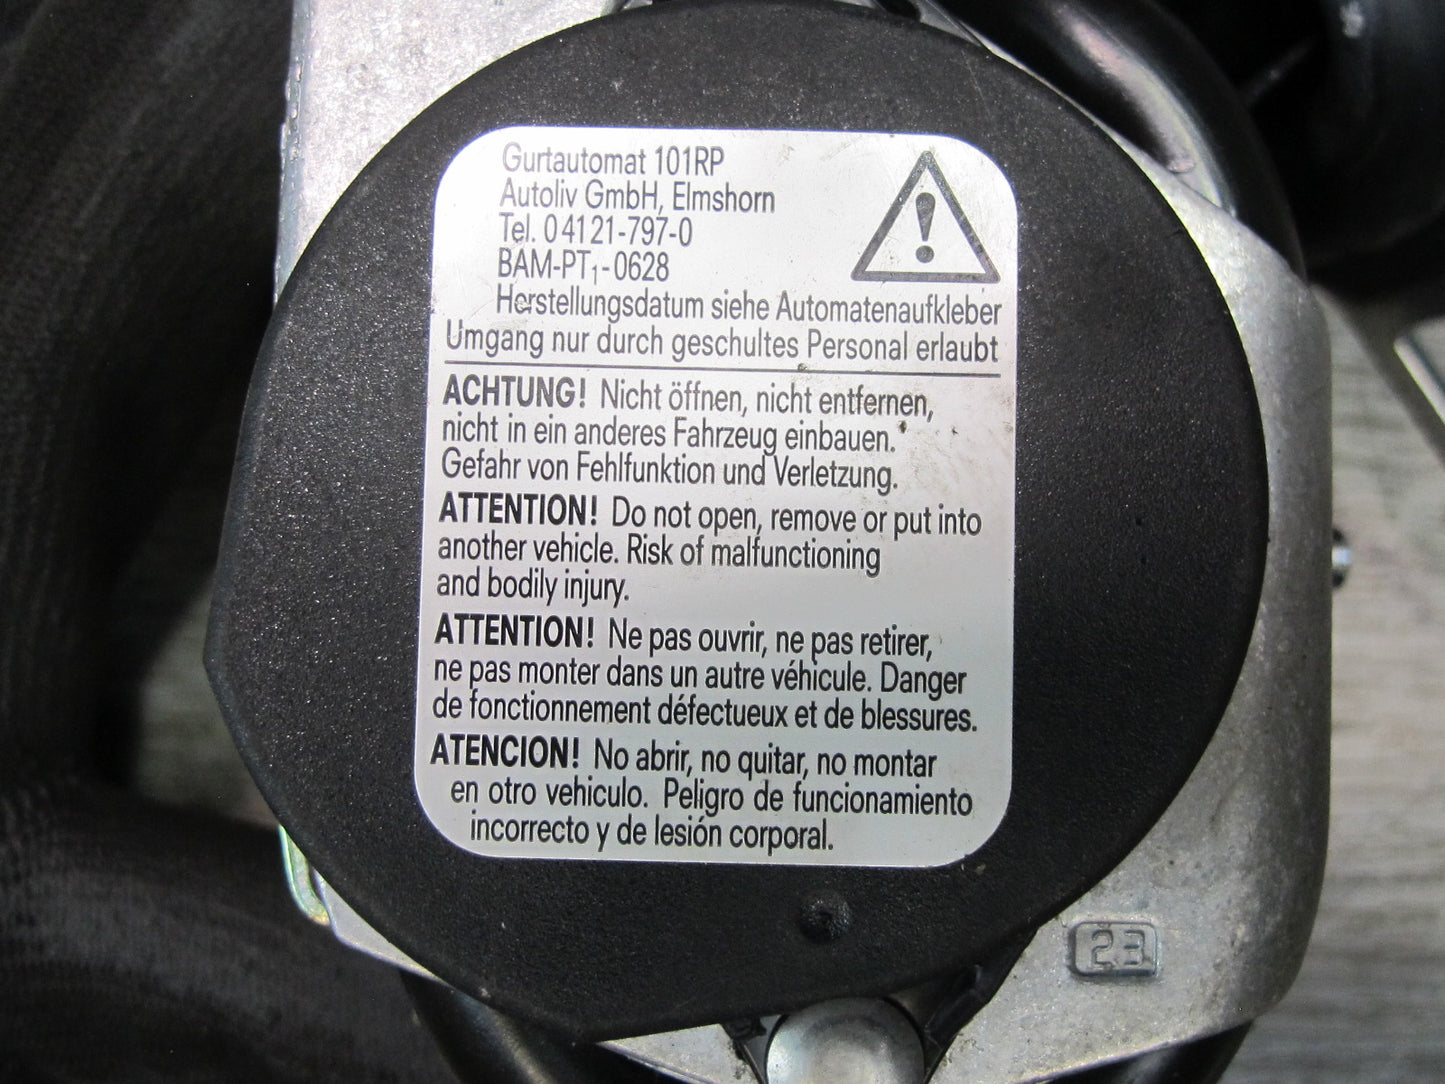 Gurtautomat 101RP
Autoliv GmbH, Elmshorn
Tel. 0 41 21-797-0
BAM-PT₁-0628
Herstellungsdatum siehe Automatenaufkleber
Umgang nur durch geschultes Personal erlaubt
ACHTUNG! Nicht öffnen, nicht entfernen,
nicht in ein anderes Fahrzeug einbauen.
Gefahr von Fehlfunktion und Verletzung.
ATTENTION! Do not open, remove or put into
another vehicle. Risk of malfunctioning
and bodily injury.
ATTENTION! Ne pas ouvrir, ne pas retirer,
ne pas monter dans un autre véhicule. Danger
de fonctionnement défectueux et de blessures.
ATENCION! No abrir, no quitar, no montar
en otro vehiculo. Peligro de funcionamiento
incorrecto y de lesión corporal.
23